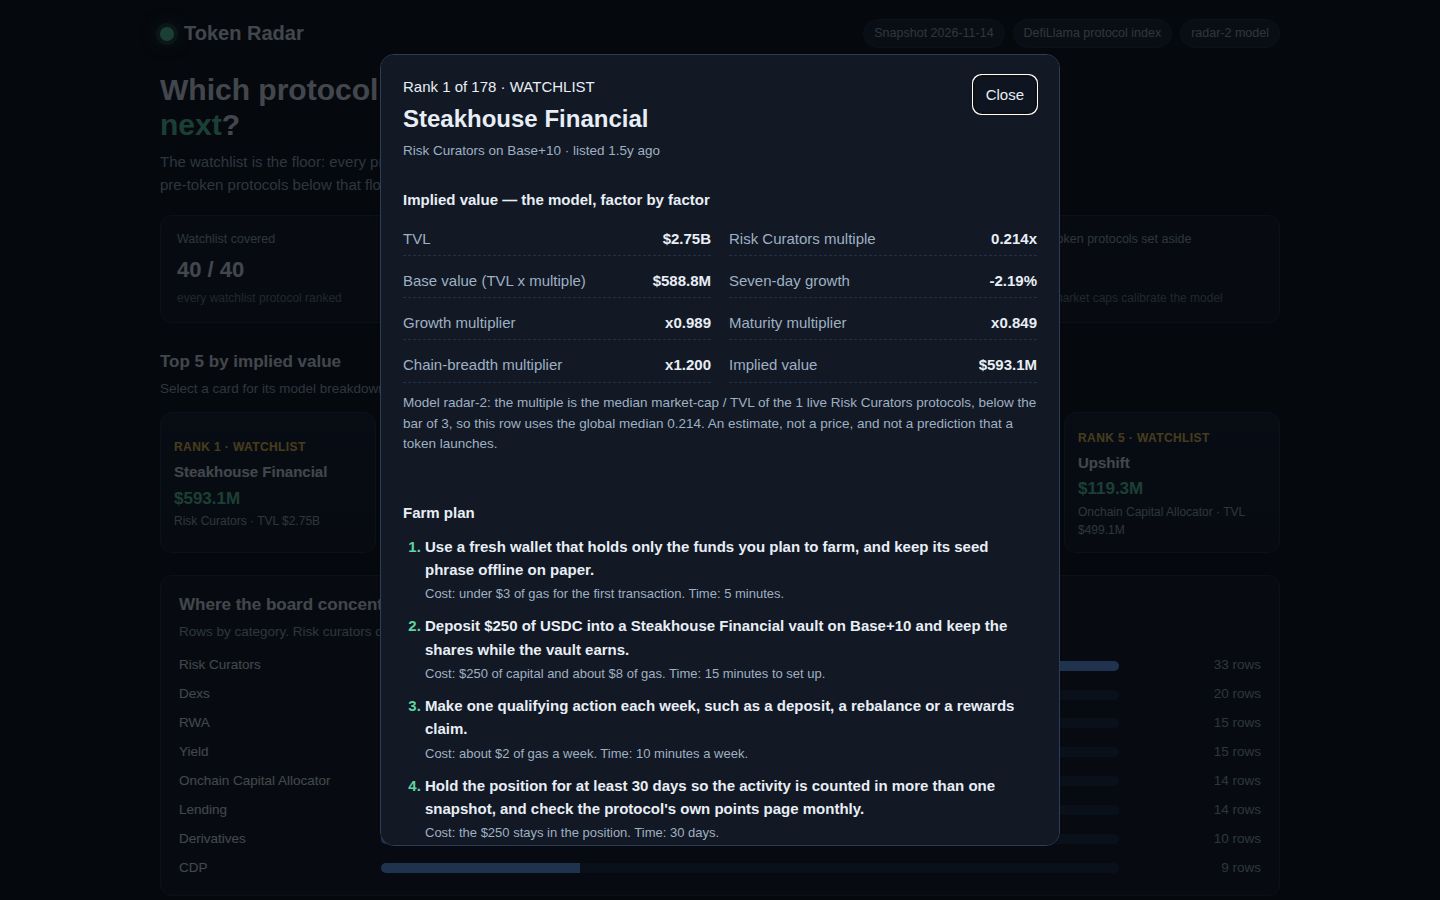 Token Radar
Snapshot 2026-11-14
DefiLlama protocol index
radar-2 model
Which protocol
next?
The watchlist is the floor: every
pre-token protocols below that
Watchlist covered
40 / 40
every watchlist protocol ranked
protocols set aside
market caps calibrate the model
Top 5 by implied value
Select a card for its model breakdown
RANK 1 · WATCHLIST
Steakhouse Financial
$593.1M
Risk Curators · TVL $2.75B
RANK 5 · WATCHLIST
Upshift
$119.3M
Onchain Capital Allocator · TVL
$499.1M
Where the board
Rows by category. Risk curators
Risk Curators
33 rows
Dexs
20 rows
RWA
15 rows
Yield
15 rows
Onchain Capital Allocator
14 rows
Lending
14 rows
Derivatives
10 rows
CDP
9 rows
Rank 1 of 178 · WATCHLIST
Close
Steakhouse Financial
Risk Curators on Base+10 · listed 1.5y ago
Implied value — the model, factor by factor
TVL $2.75B
Risk Curators multiple 0.214x
Base value (TVL x multiple) $588.8M
Seven-day growth -2.19%
Growth multiplier x0.989
Maturity multiplier x0.849
Chain-breadth multiplier x1.200
Implied value $593.1M
Model radar-2: the multiple is the median market-cap / TVL of the 1 live Risk Curators protocols, below the
bar of 3, so this row uses the global median 0.214. An estimate, not a price, and not a prediction that a
token launches.
Farm plan
1. Use a fresh wallet that holds only the funds you plan to farm, and keep its seed
phrase offline on paper.
Cost: under $3 of gas for the first transaction. Time: 5 minutes.
2. Deposit $250 of USDC into a Steakhouse Financial vault on Base+10 and keep the
shares while the vault earns.
Cost: $250 of capital and about $8 of gas. Time: 15 minutes to set up.
3. Make one qualifying action each week, such as a deposit, a rebalance or a rewards
claim.
Cost: about $2 of gas a week. Time: 10 minutes a week.
4. Hold the position for at least 30 days so the activity is counted in more than one
snapshot, and check the protocol's own points page monthly.
Cost: the $250 stays in the position. Time: 30 days.